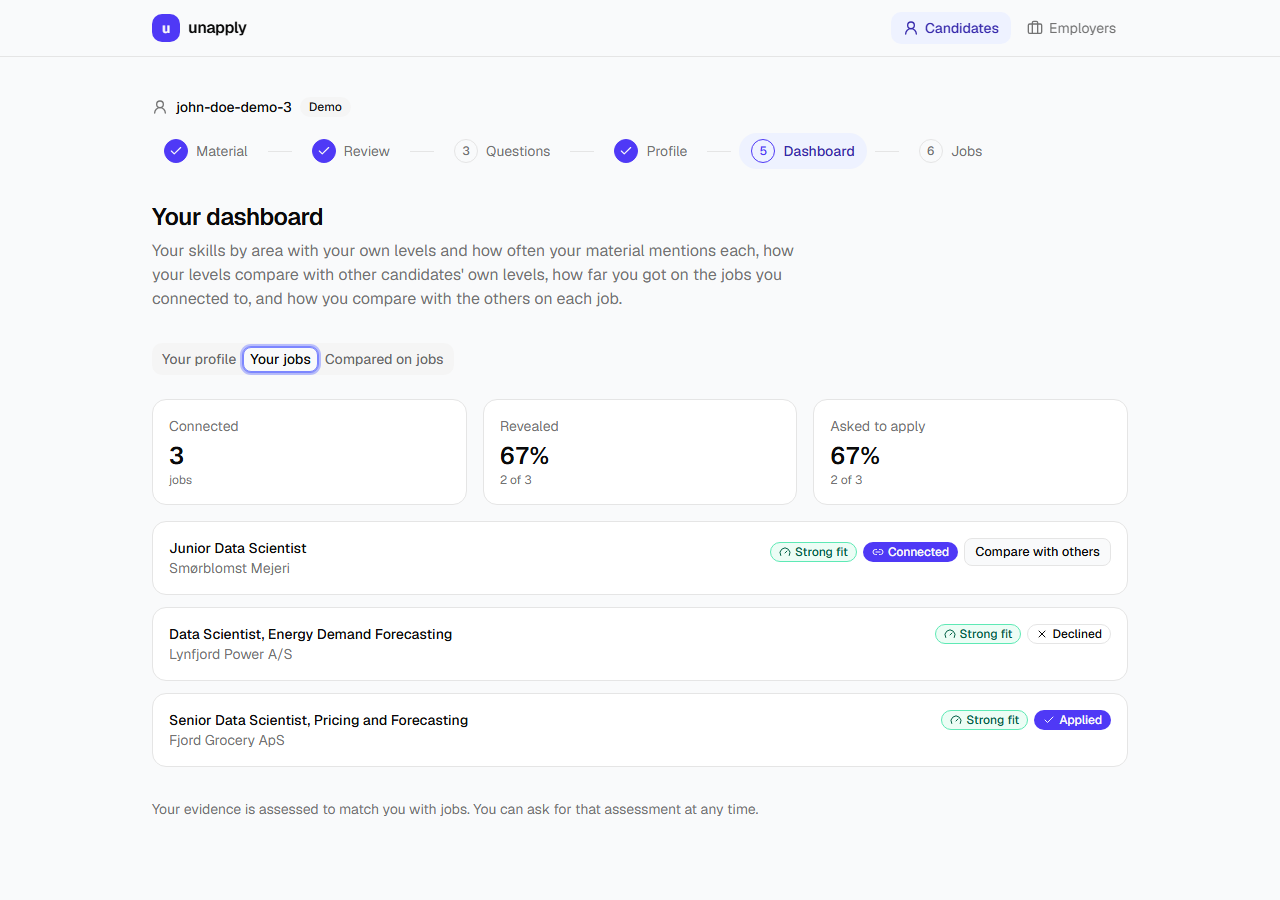 u unapply
Candidates
Employers
john-doe-demo-3 Demo
Material
Review
3 Questions
Profile
5 Dashboard
6 Jobs
Your dashboard
Your skills by area with your own levels and how often your material mentions each, how
your levels compare with other candidates' own levels, how far you got on the jobs you
connected to, and how you compare with the others on each job.
Your profile Your jobs Compared on jobs
Connected
3
jobs
Revealed
67%
2 of 3
Asked to apply
67%
2 of 3
Junior Data Scientist
Smørblomst Mejeri
Strong fit Connected Compare with others
Data Scientist, Energy Demand Forecasting
Lynfjord Power A/S
Strong fit Declined
Senior Data Scientist, Pricing and Forecasting
Fjord Grocery ApS
Strong fit Applied
Your evidence is assessed to match you with jobs. You can ask for that assessment at any time.